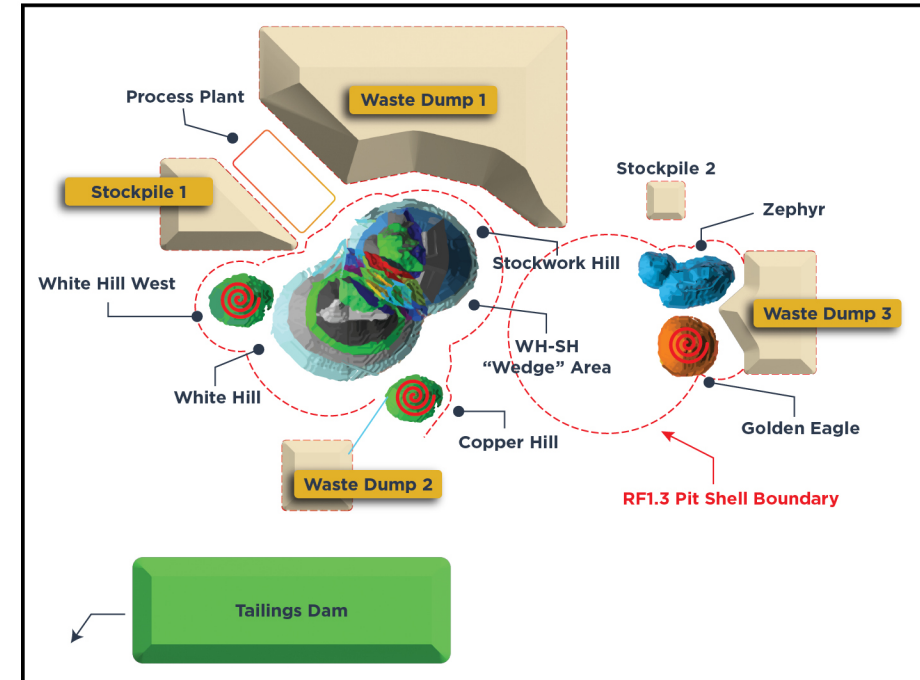 Process Plant
Waste Dump 1
Stockpile 1
Stockpile 2
Zephyr
Stockwork Hill
White Hill West
Waste Dump 3
WH-SH
“Wedge” Area
White Hill
Golden Eagle
Copper Hill
Waste Dump 2
RF1.3 Pit Shell Boundary
Tailings Dam